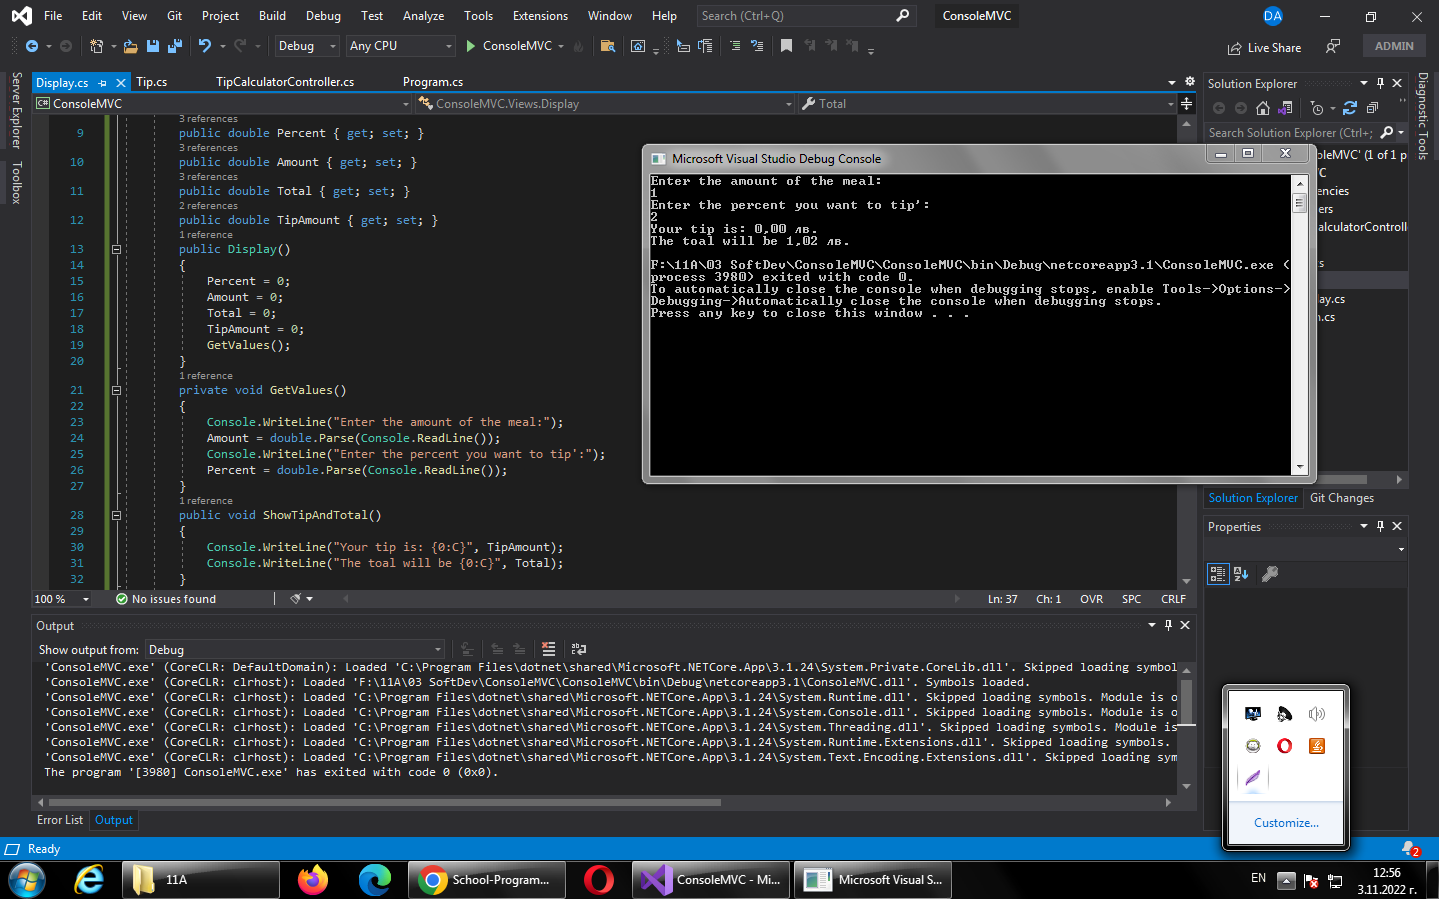 File Edit View Git Project Build Debug Test Analyze Tools Extensions Window Help Search (Ctrl+Q) ConsoleMVC DA
Debug Any CPU ConsoleMVC Live Share ADMIN
Server Explorer
Toolbox
Display.cs Tip.cs TipCalculatorController.cs Program.cs
C# ConsoleMVC ConsoleMVC.Views.Display Total
3 references
9 public double Percent { get; set; }
3 references
10 public double Amount { get; set; }
3 references
11 public double Total { get; set; }
2 references
12 public double TipAmount { get; set; }
1 reference
13 public Display()
14 {
15 Percent = 0;
16 Amount = 0;
17 Total = 0;
18 TipAmount = 0;
19 GetValues();
20 }
1 reference
21 private void GetValues()
22 {
23 Console.WriteLine("Enter the amount of the meal:");
24 Amount = double.Parse(Console.ReadLine());
25 Console.WriteLine("Enter the percent you want to tip':");
26 Percent = double.Parse(Console.ReadLine());
27 }
1 reference
28 public void ShowTipAndTotal()
29 {
30 Console.WriteLine("Your tip is: {0:C}", TipAmount);
31 Console.WriteLine("The toal will be {0:C}", Total);
32 }
100 % No issues found Ln: 37 Ch: 1 OVR SPC CRLF
Microsoft Visual Studio Debug Console
Enter the amount of the meal:
1
Enter the percent you want to tip':
2
Your tip is: 0,00 лв.
The toal will be 1,02 лв.
F:\11A\03 SoftDev\ConsoleMVC\ConsoleMVC\bin\Debug\netcoreapp3.1\ConsoleMVC.exe (
process 3980) exited with code 0.
To automatically close the console when debugging stops, enable Tools->Options->
Debugging->Automatically close the console when debugging stops.
Press any key to close this window . . .
Solution Explorer
Search Solution Explorer (Ctrl+;
oleMVC' (1 of 1 p
C
encies
ers
alculatorControll
s
lay.cs
n.cs
Solution Explorer Git Changes
Diagnostic Tools
Properties
Output
Show output from: Debug
'ConsoleMVC.exe' (CoreCLR: DefaultDomain): Loaded 'C:\Program Files\dotnet\shared\Microsoft.NETCore.App\3.1.24\System.Private.CoreLib.dll'. Skipped loading symbol
'ConsoleMVC.exe' (CoreCLR: clrhost): Loaded 'F:\11A\03 SoftDev\ConsoleMVC\ConsoleMVC\bin\Debug\netcoreapp3.1\ConsoleMVC.dll'. Symbols loaded.
'ConsoleMVC.exe' (CoreCLR: clrhost): Loaded 'C:\Program Files\dotnet\shared\Microsoft.NETCore.App\3.1.24\System.Runtime.dll'. Skipped loading symbols. Module is o
'ConsoleMVC.exe' (CoreCLR: clrhost): Loaded 'C:\Program Files\dotnet\shared\Microsoft.NETCore.App\3.1.24\System.Console.dll'. Skipped loading symbols. Module is o
'ConsoleMVC.exe' (CoreCLR: clrhost): Loaded 'C:\Program Files\dotnet\shared\Microsoft.NETCore.App\3.1.24\System.Threading.dll'. Skipped loading symbols. Module is
'ConsoleMVC.exe' (CoreCLR: clrhost): Loaded 'C:\Program Files\dotnet\shared\Microsoft.NETCore.App\3.1.24\System.Runtime.Extensions.dll'. Skipped loading symbols.
'ConsoleMVC.exe' (CoreCLR: clrhost): Loaded 'C:\Program Files\dotnet\shared\Microsoft.NETCore.App\3.1.24\System.Text.Encoding.Extensions.dll'. Skipped loading sym
The program '[3980] ConsoleMVC.exe' has exited with code 0 (0x0).
Error List Output
Customize...
Ready 2
11A School-Program... ConsoleMVC - Mi... Microsoft Visual S... EN 12:56
3.11.2022 г.